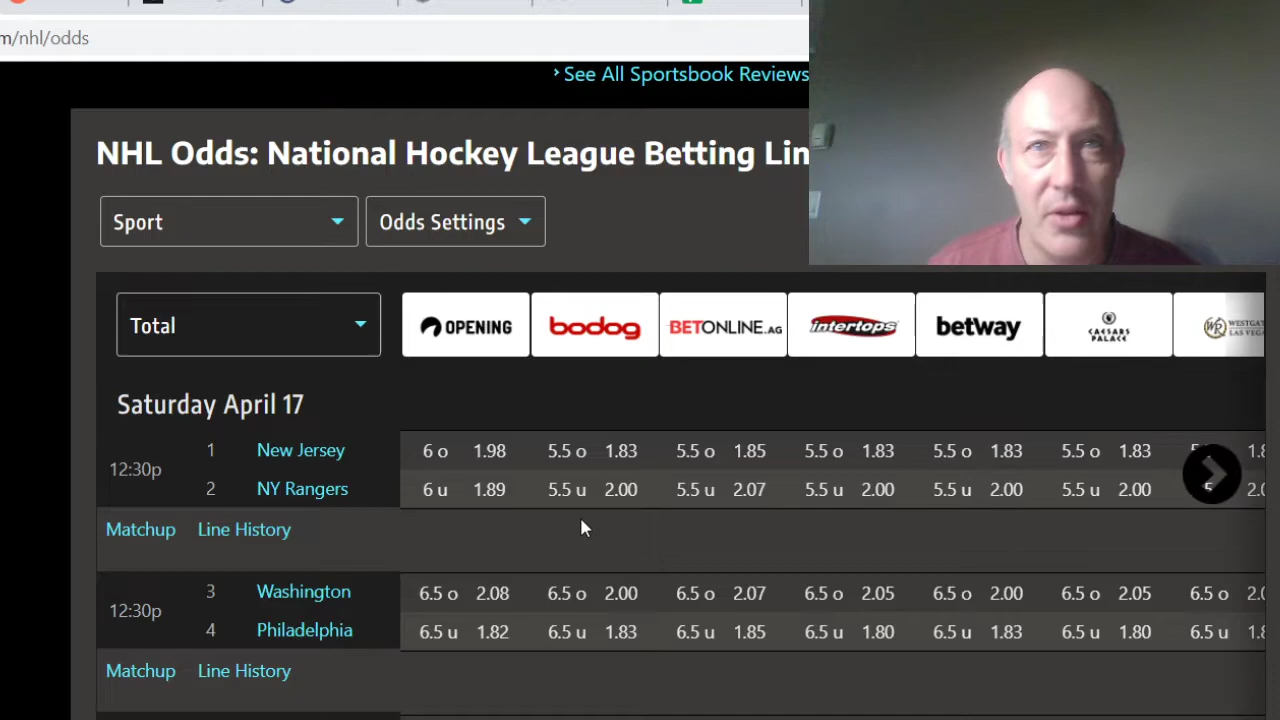 m/nhl/odds
› See All Sportsbook Reviews
NHL Odds: National Hockey League Betting Lin
Sport
Odds Settings
Total
OPENING bodog BETONLINE.AG intertops betway CAESARS PALACE WESTGATE LAS VEGA
Saturday April 17
12:30p
1 New Jersey 6 o 1.98 5.5 o 1.83 5.5 o 1.85 5.5 o 1.83 5.5 o 1.83 5.5 o 1.83
2 NY Rangers 6 u 1.89 5.5 u 2.00 5.5 u 2.07 5.5 u 2.00 5.5 u 2.00 5.5 u 2.00
Matchup Line History
12:30p
3 Washington 6.5 o 2.08 6.5 o 2.00 6.5 o 2.07 6.5 o 2.05 6.5 o 2.00 6.5 o 2.05 6.5 o
4 Philadelphia 6.5 u 1.82 6.5 u 1.83 6.5 u 1.85 6.5 u 1.80 6.5 u 1.83 6.5 u 1.80 6.5 u
Matchup Line History